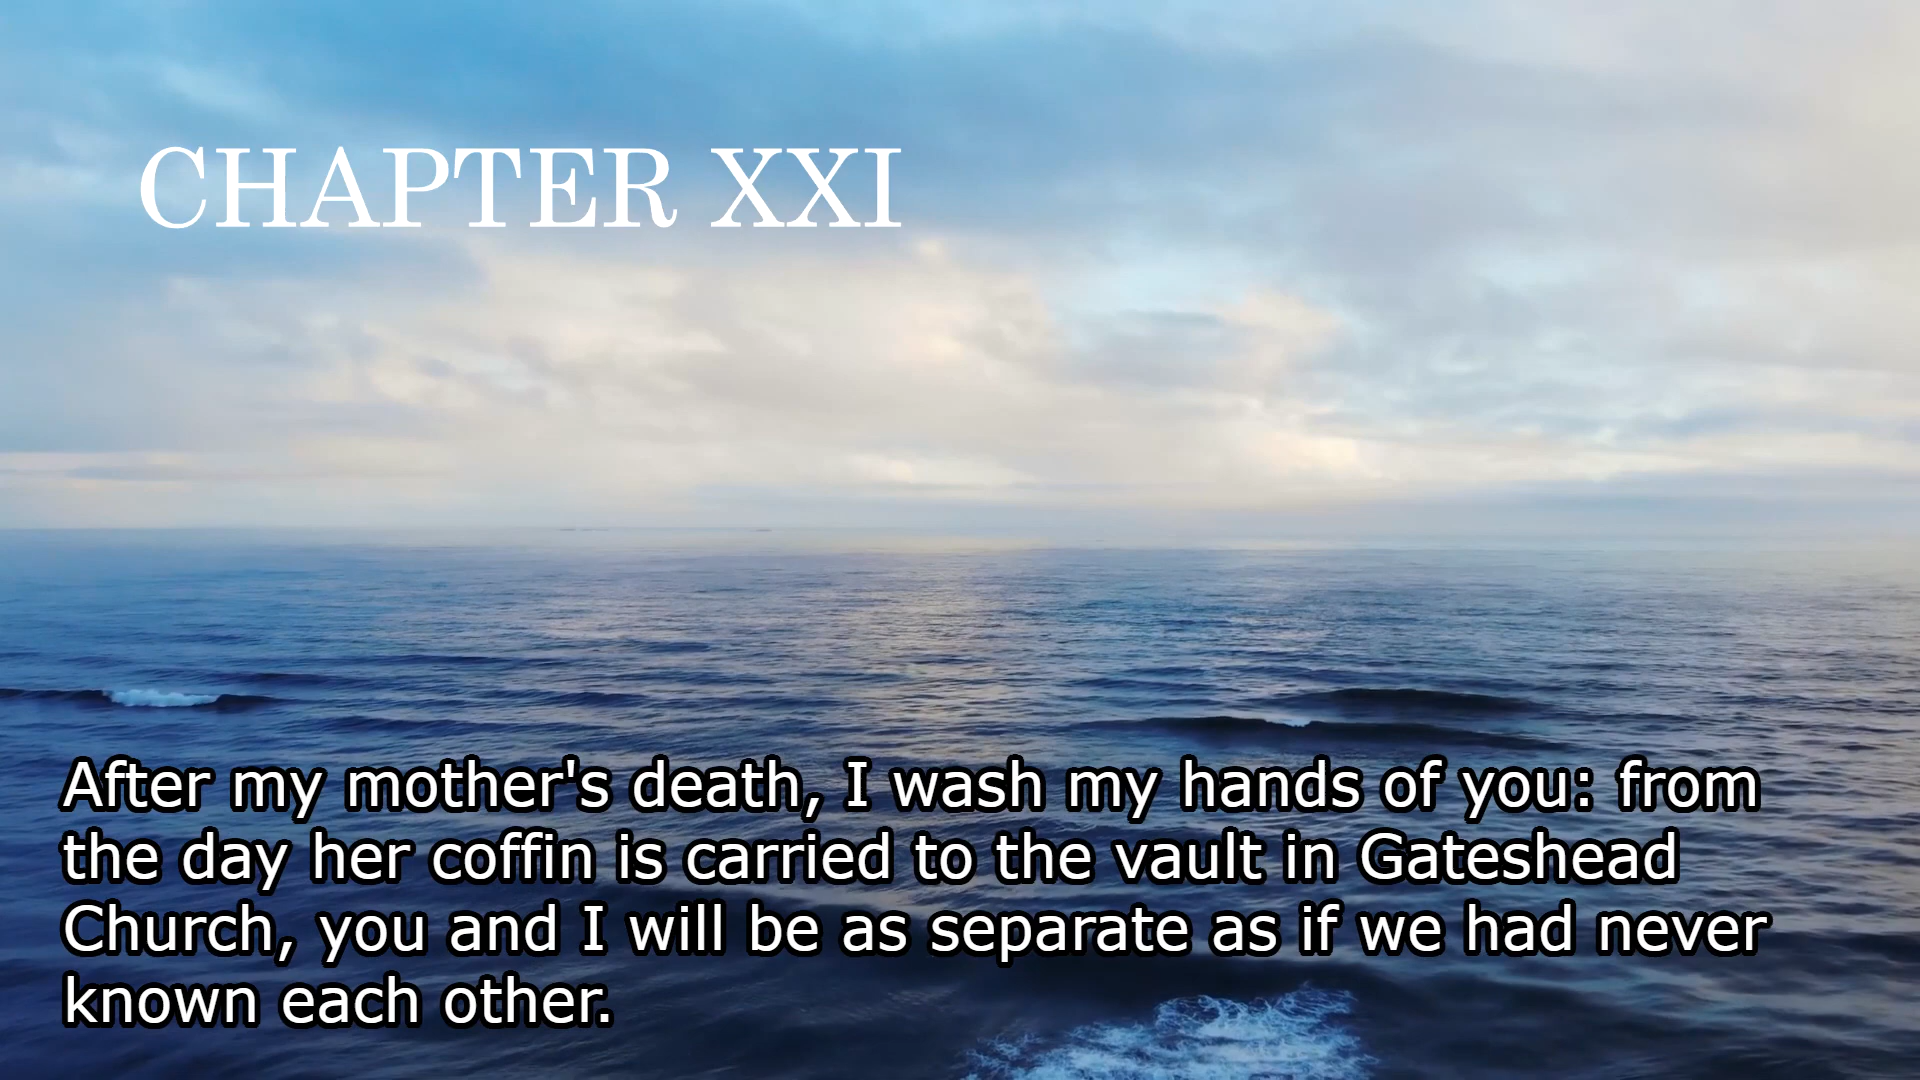 CHAPTER XXI
After my mother's death, I wash my hands of you: from
the day her coffin is carried to the vault in Gateshead
Church, you and I will be as separate as if we had never
known each other.